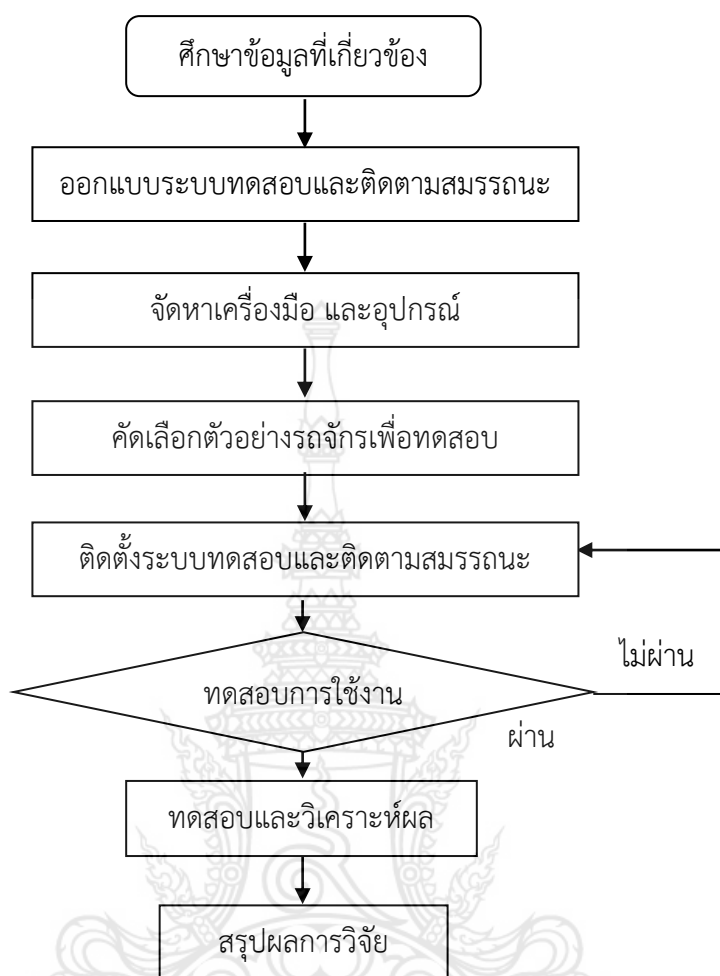 ศึกษาข้อมูลที่เกี่ยวข้อง
ออกแบบระบบทดสอบและติดตามสมรรถนะ
จัดหาเครื่องมือ และอุปกรณ์
คัดเลือกตัวอย่างรถจักรเพื่อทดสอบ
ติดตั้งระบบทดสอบและติดตามสมรรถนะ
ไม่ผ่าน
ทดสอบการใช้งาน
ผ่าน
ทดสอบและวิเคราะห์ผล
สรุปผลการวิจัย